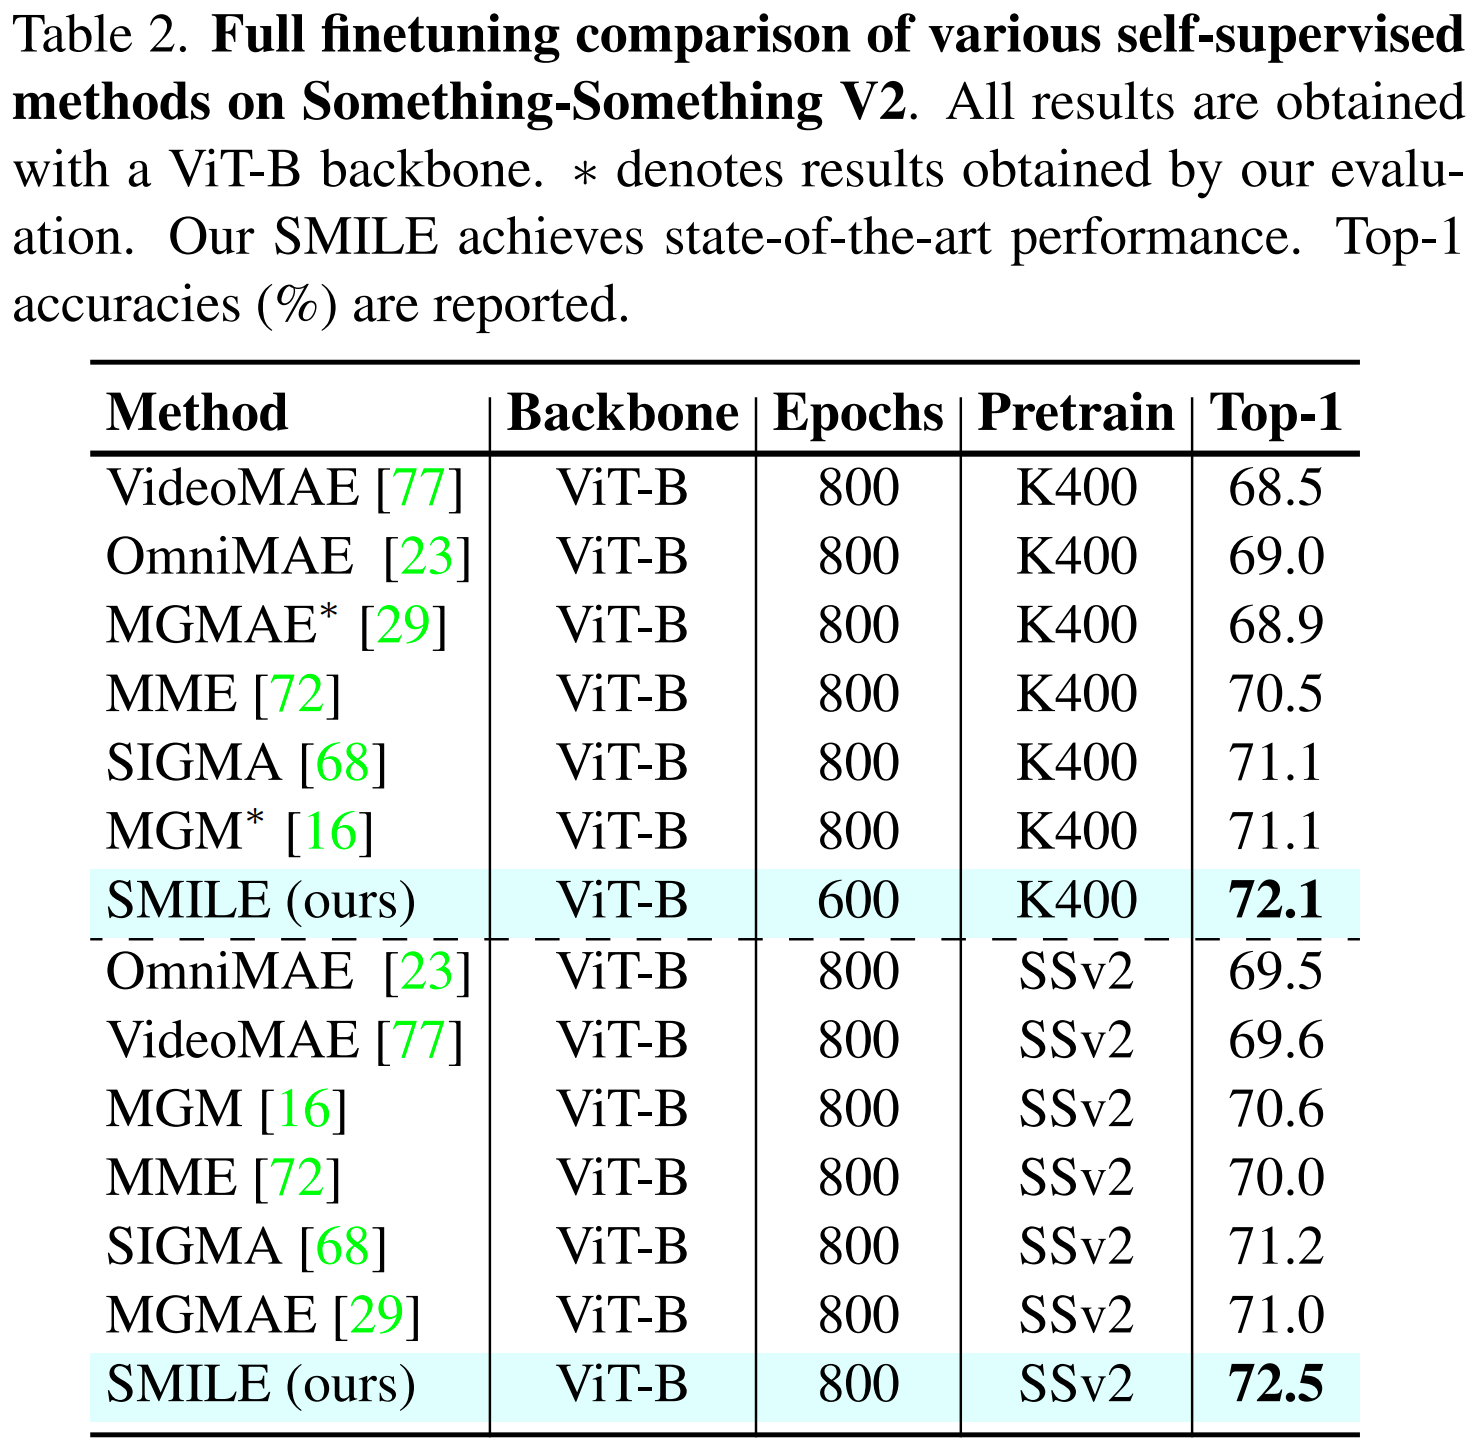 Table 2. Full finetuning comparison of various self-supervised
methods on Something-Something V2. All results are obtained
with a ViT-B backbone. * denotes results obtained by our evalu-
ation. Our SMILE achieves state-of-the-art performance. Top-1
accuracies (%) are reported.
Method Backbone Epochs Pretrain Top-1
VideoMAE [77] ViT-B 800 K400 68.5
OmniMAE [23] ViT-B 800 K400 69.0
MGMAE* [29] ViT-B 800 K400 68.9
MME [72] ViT-B 800 K400 70.5
SIGMA [68] ViT-B 800 K400 71.1
MGM* [16] ViT-B 800 K400 71.1
SMILE (ours) ViT-B 600 K400 72.1
OmniMAE [23] ViT-B 800 SSv2 69.5
VideoMAE [77] ViT-B 800 SSv2 69.6
MGM [16] ViT-B 800 SSv2 70.6
MME [72] ViT-B 800 SSv2 70.0
SIGMA [68] ViT-B 800 SSv2 71.2
MGMAE [29] ViT-B 800 SSv2 71.0
SMILE (ours) ViT-B 800 SSv2 72.5